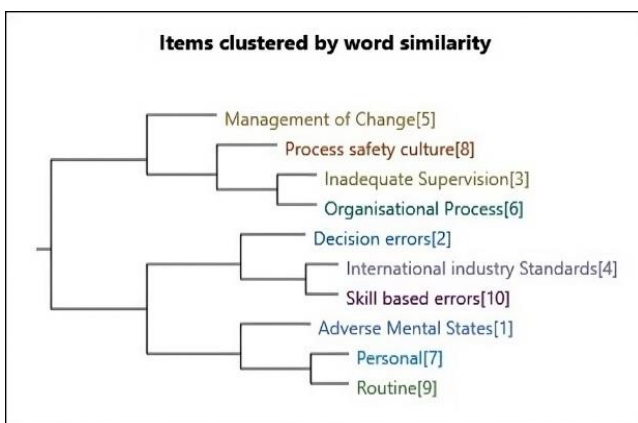 Items clustered by word similarity
Management of Change[5]
Process safety culture[8]
Inadequate Supervision[3]
Organisational Process[6]
Decision errors[2]
International industry Standards[4]
Skill based errors[10]
Adverse Mental States[1]
Personal[7]
Routine[9]